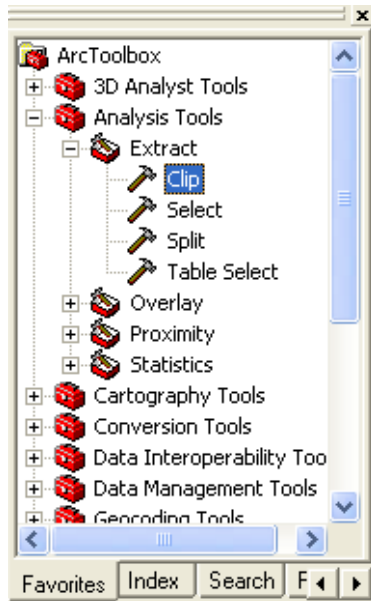 ArcToolbox
3D Analyst Tools
Analysis Tools
Extract
Clip
Select
Split
Table Select
Overlay
Proximity
Statistics
Cartography Tools
Conversion Tools
Data Interoperability Too
Data Management Tools
Geocoding Tools
Favorites Index Search F